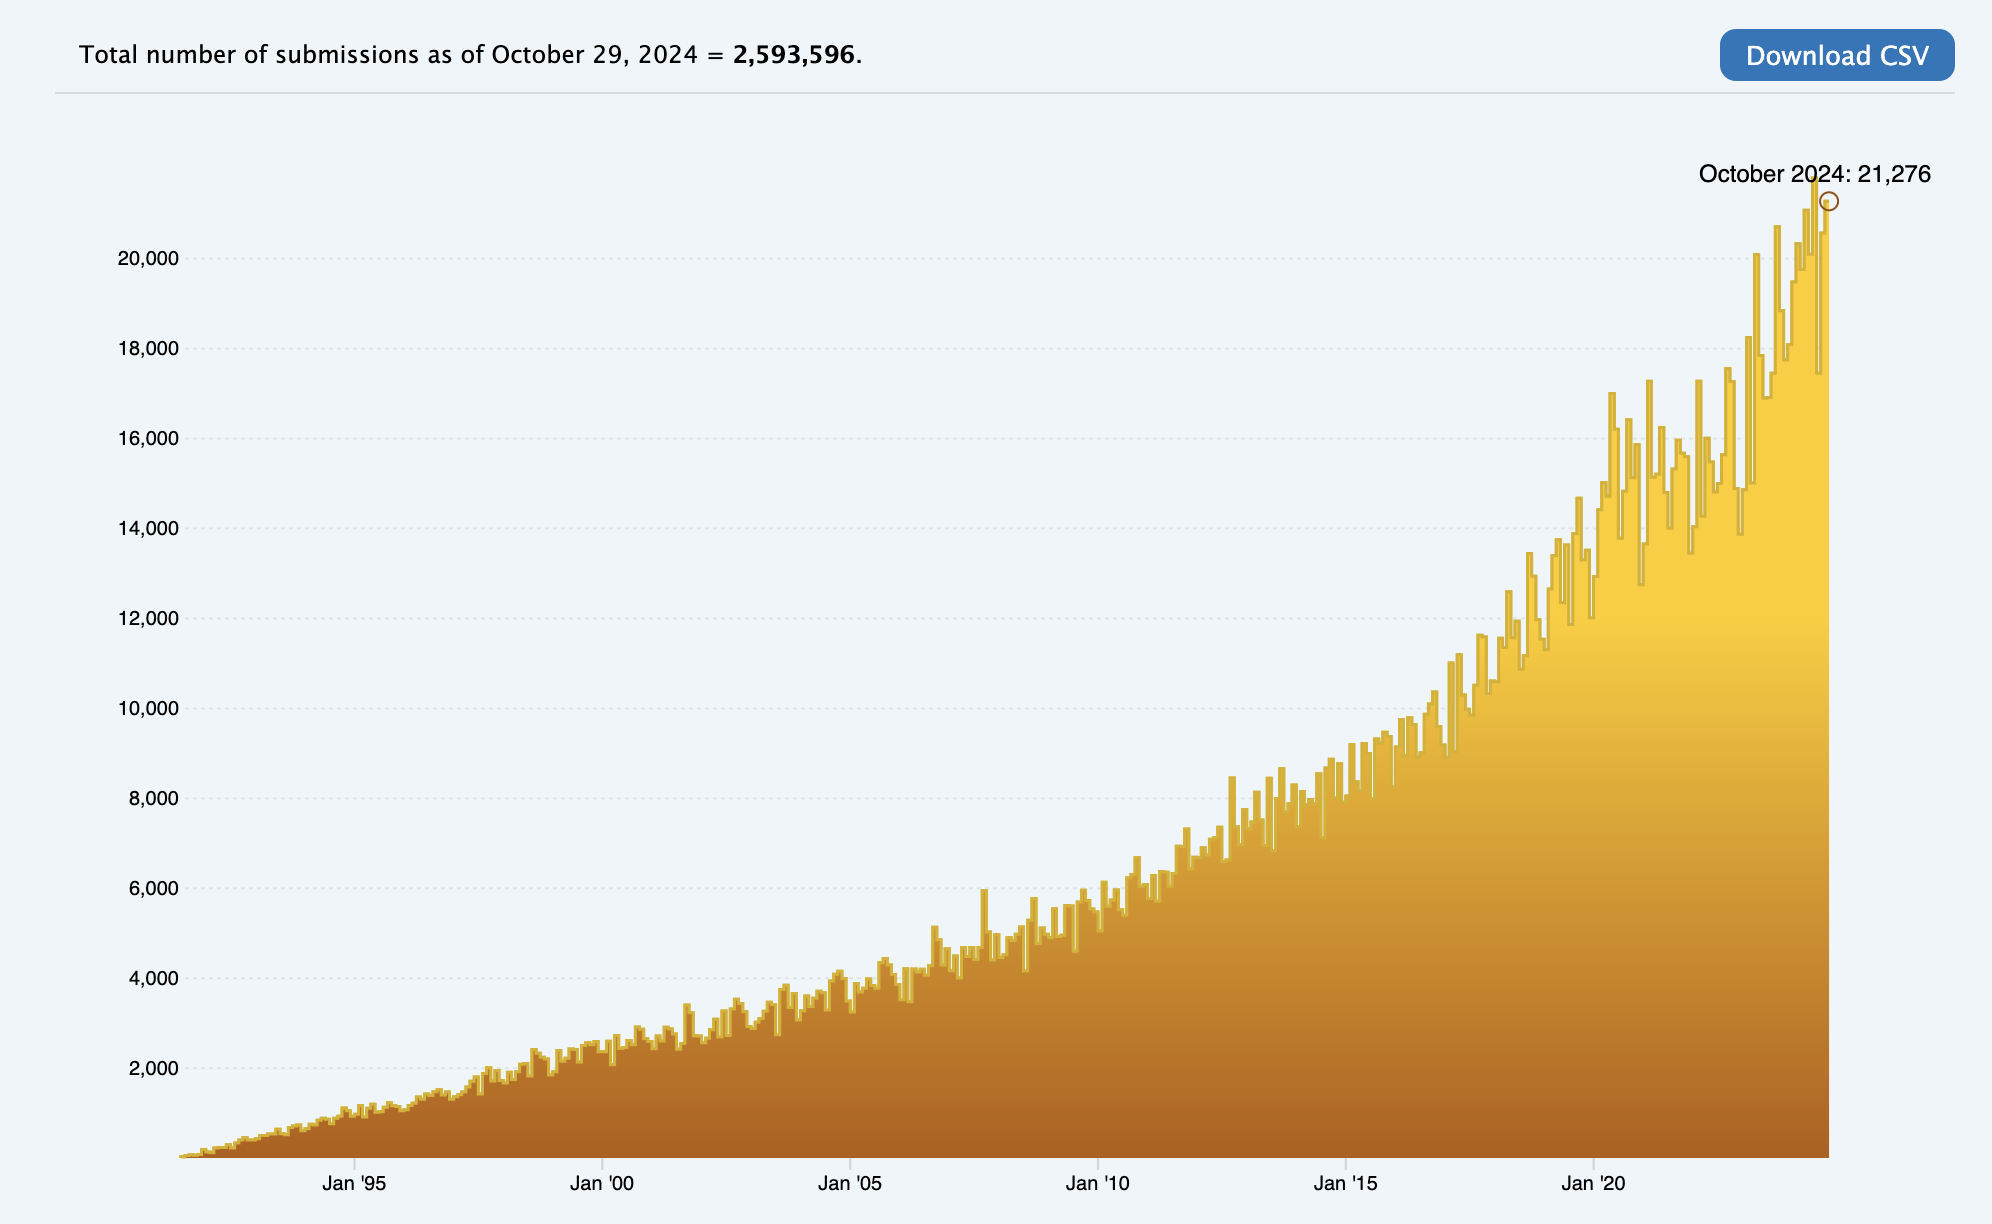 Total number of submissions as of October 29, 2024 = 2,593,596.
Download CSV
October 2024: 21,276
20,000
18,000
16,000
14,000
12,000
10,000
8,000
6,000
4,000
2,000
Jan '95
Jan '00
Jan '05
Jan '10
Jan '15
Jan '20